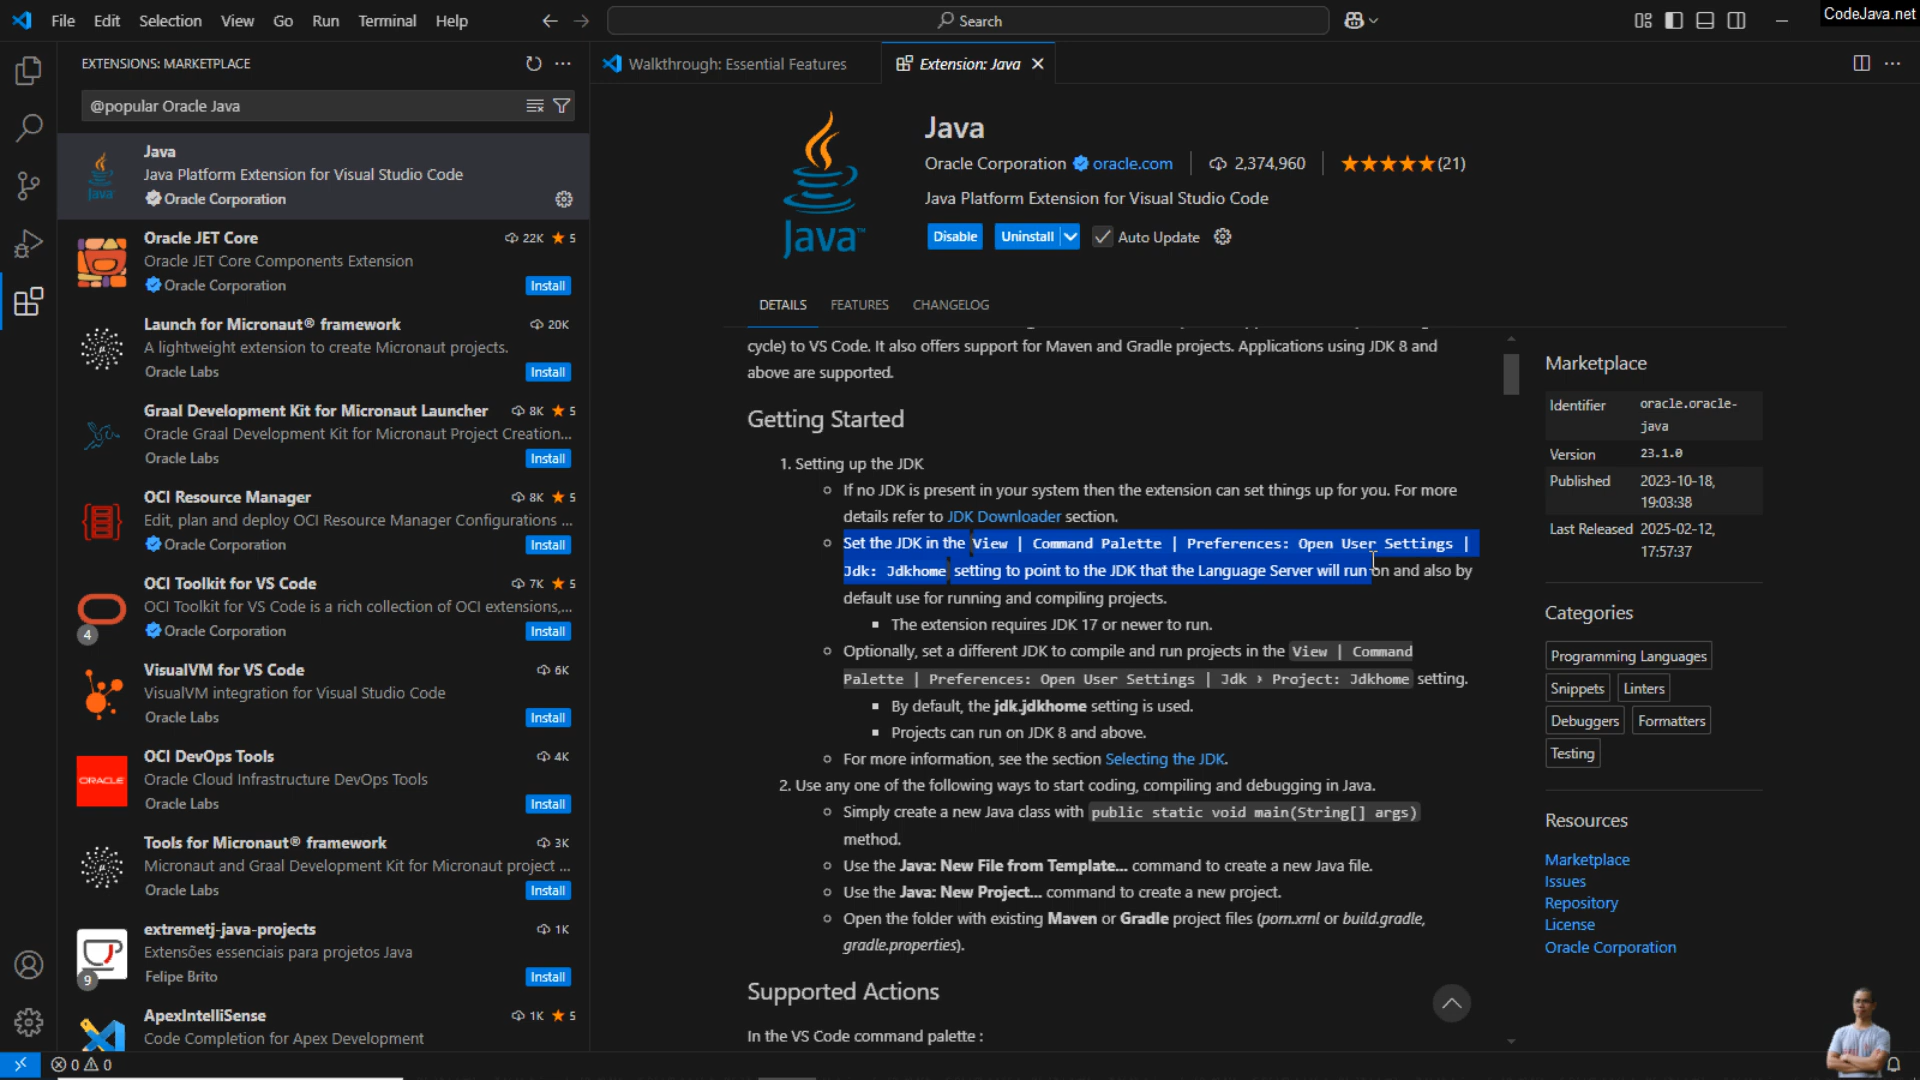 File Edit Selection View Go Run Terminal Help
Search
CodeJava.net
EXTENSIONS: MARKETPLACE
@popular Oracle Java
Java
Java Platform Extension for Visual Studio Code
Oracle Corporation
Oracle JET Core 22K 5
Oracle JET Core Components Extension
Oracle Corporation Install
Launch for Micronaut® framework 20K
A lightweight extension to create Micronaut projects.
Oracle Labs Install
Graal Development Kit for Micronaut Launcher 8K 5
Oracle Graal Development Kit for Micronaut Project Creation...
Oracle Labs Install
OCI Resource Manager 8K 5
Edit, plan and deploy OCI Resource Manager Configurations ...
Oracle Corporation Install
OCI Toolkit for VS Code 7K 5
OCI Toolkit for VS Code is a rich collection of OCI extensions,...
4 Oracle Corporation Install
VisualVM for VS Code 6K
VisualVM integration for Visual Studio Code
Oracle Labs Install
OCI DevOps Tools 4K
ORACLE Oracle Cloud Infrastructure DevOps Tools
Oracle Labs Install
Tools for Micronaut® framework 3K
Micronaut and Graal Development Kit for Micronaut project ...
Oracle Labs Install
extremetj-java-projects 1K
Extensões essenciais para projetos Java
9 Felipe Brito Install
ApexIntelliSense 1K 5
Code Completion for Apex Development
0 0
Walkthrough: Essential Features
Extension: Java
Java™
Java
Oracle Corporation oracle.com 2,374,960 (21)
Java Platform Extension for Visual Studio Code
Disable Uninstall Auto Update
DETAILS FEATURES CHANGELOG
cycle) to VS Code. It also offers support for Maven and Gradle projects. Applications using JDK 8 and
above are supported.
Getting Started
1. Setting up the JDK
If no JDK is present in your system then the extension can set things up for you. For more
details refer to JDK Downloader section.
Set the JDK in the View | Command Palette | Preferences: Open User Settings |
Jdk: Jdkhome setting to point to the JDK that the Language Server will run on and also by
default use for running and compiling projects.
The extension requires JDK 17 or newer to run.
Optionally, set a different JDK to compile and run projects in the View | Command
Palette | Preferences: Open User Settings | Jdk › Project: Jdkhome setting.
By default, the jdk.jdkhome setting is used.
Projects can run on JDK 8 and above.
For more information, see the section Selecting the JDK.
2. Use any one of the following ways to start coding, compiling and debugging in Java.
Simply create a new Java class with public static void main(String[] args)
method.
Use the Java: New File from Template... command to create a new Java file.
Use the Java: New Project... command to create a new project.
Open the folder with existing Maven or Gradle project files (pom.xml or build.gradle,
gradle.properties).
Supported Actions
In the VS Code command palette :
Marketplace
Identifier oracle.oracle-
java
Version 23.1.0
Published 2023-10-18,
19:03:38
Last Released 2025-02-12,
17:57:37
Categories
Programming Languages
Snippets Linters
Debuggers Formatters
Testing
Resources
Marketplace
Issues
Repository
License
Oracle Corporation